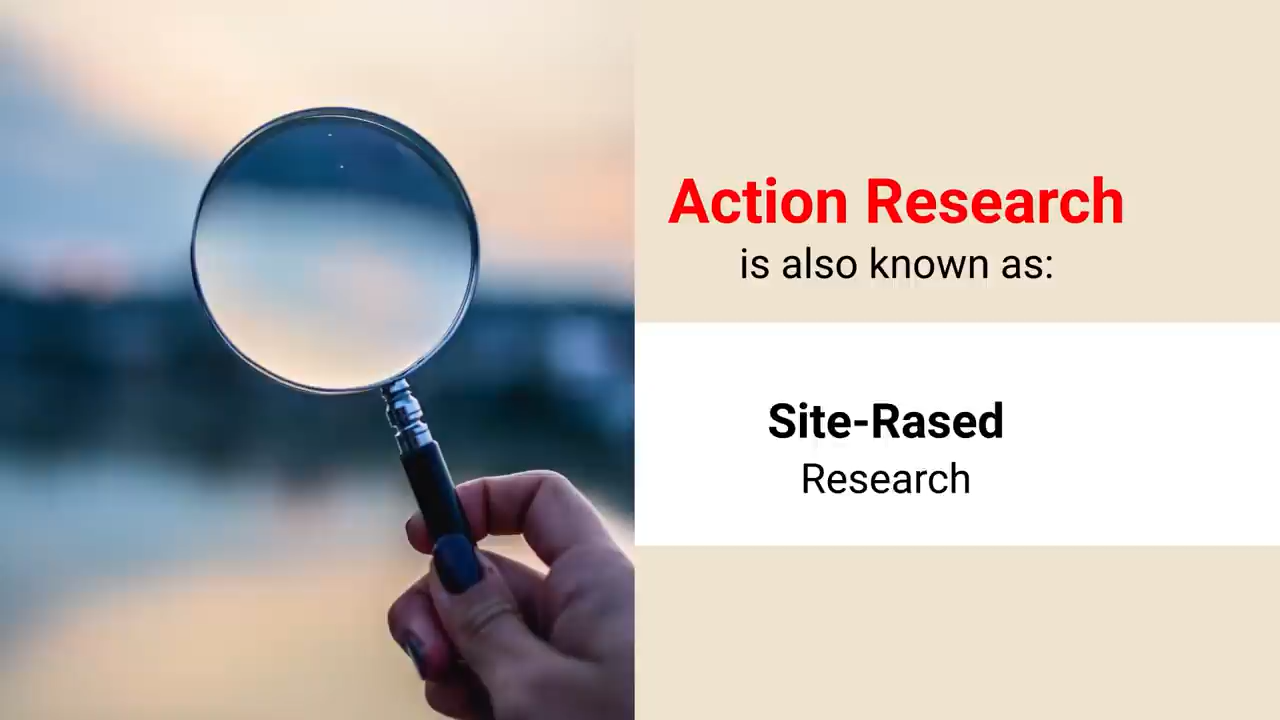 Action Research
is also known as:
Site-Rased
Research